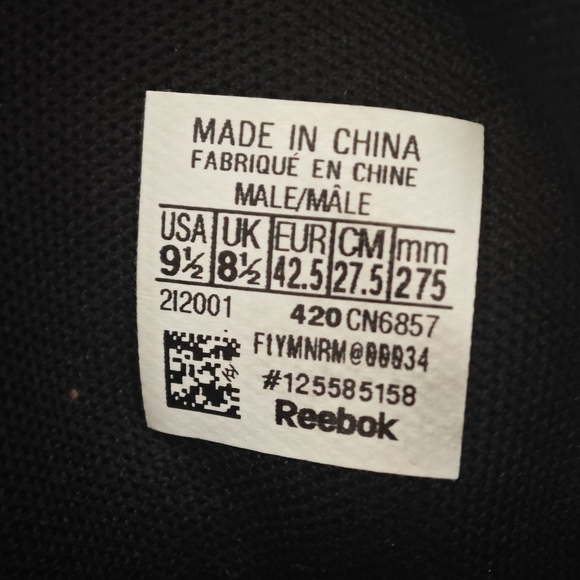 MADE IN CHINA
FABRIQUÉ EN CHINE
MALE/MÂLE
USA UK EUR CM mm
9½ 8½ 42.5 27.5 275
212001 420 CN6857
#125585158
Reebok